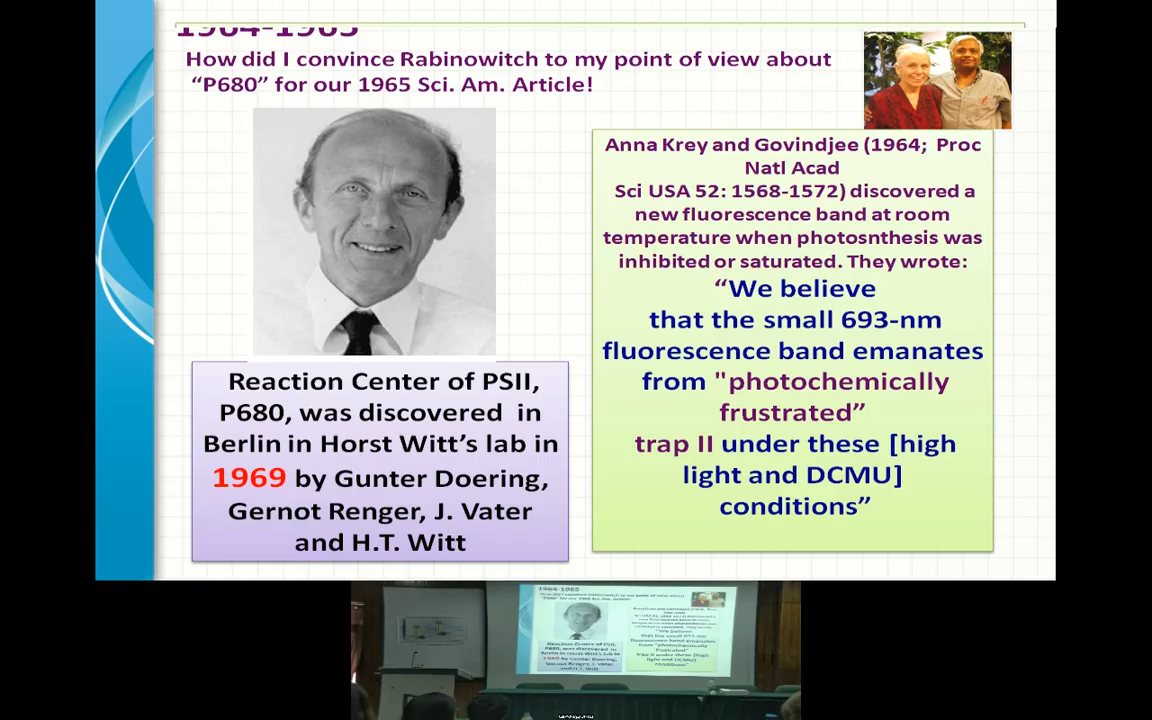 1964-1965
How did I convince Rabinowitch to my point of view about
“P680” for our 1965 Sci. Am. Article!
Anna Krey and Govindjee (1964; Proc
Natl Acad
Sci USA 52: 1568-1572) discovered a
new fluorescence band at room
temperature when photosnthesis was
inhibited or saturated. They wrote:
“We believe
that the small 693-nm
fluorescence band emanates
from "photochemically
frustrated”
trap II under these [high
light and DCMU]
conditions”
Reaction Center of PSII,
P680, was discovered in
Berlin in Horst Witt’s lab in
1969 by Gunter Doering,
Gernot Renger, J. Vater
and H.T. Witt